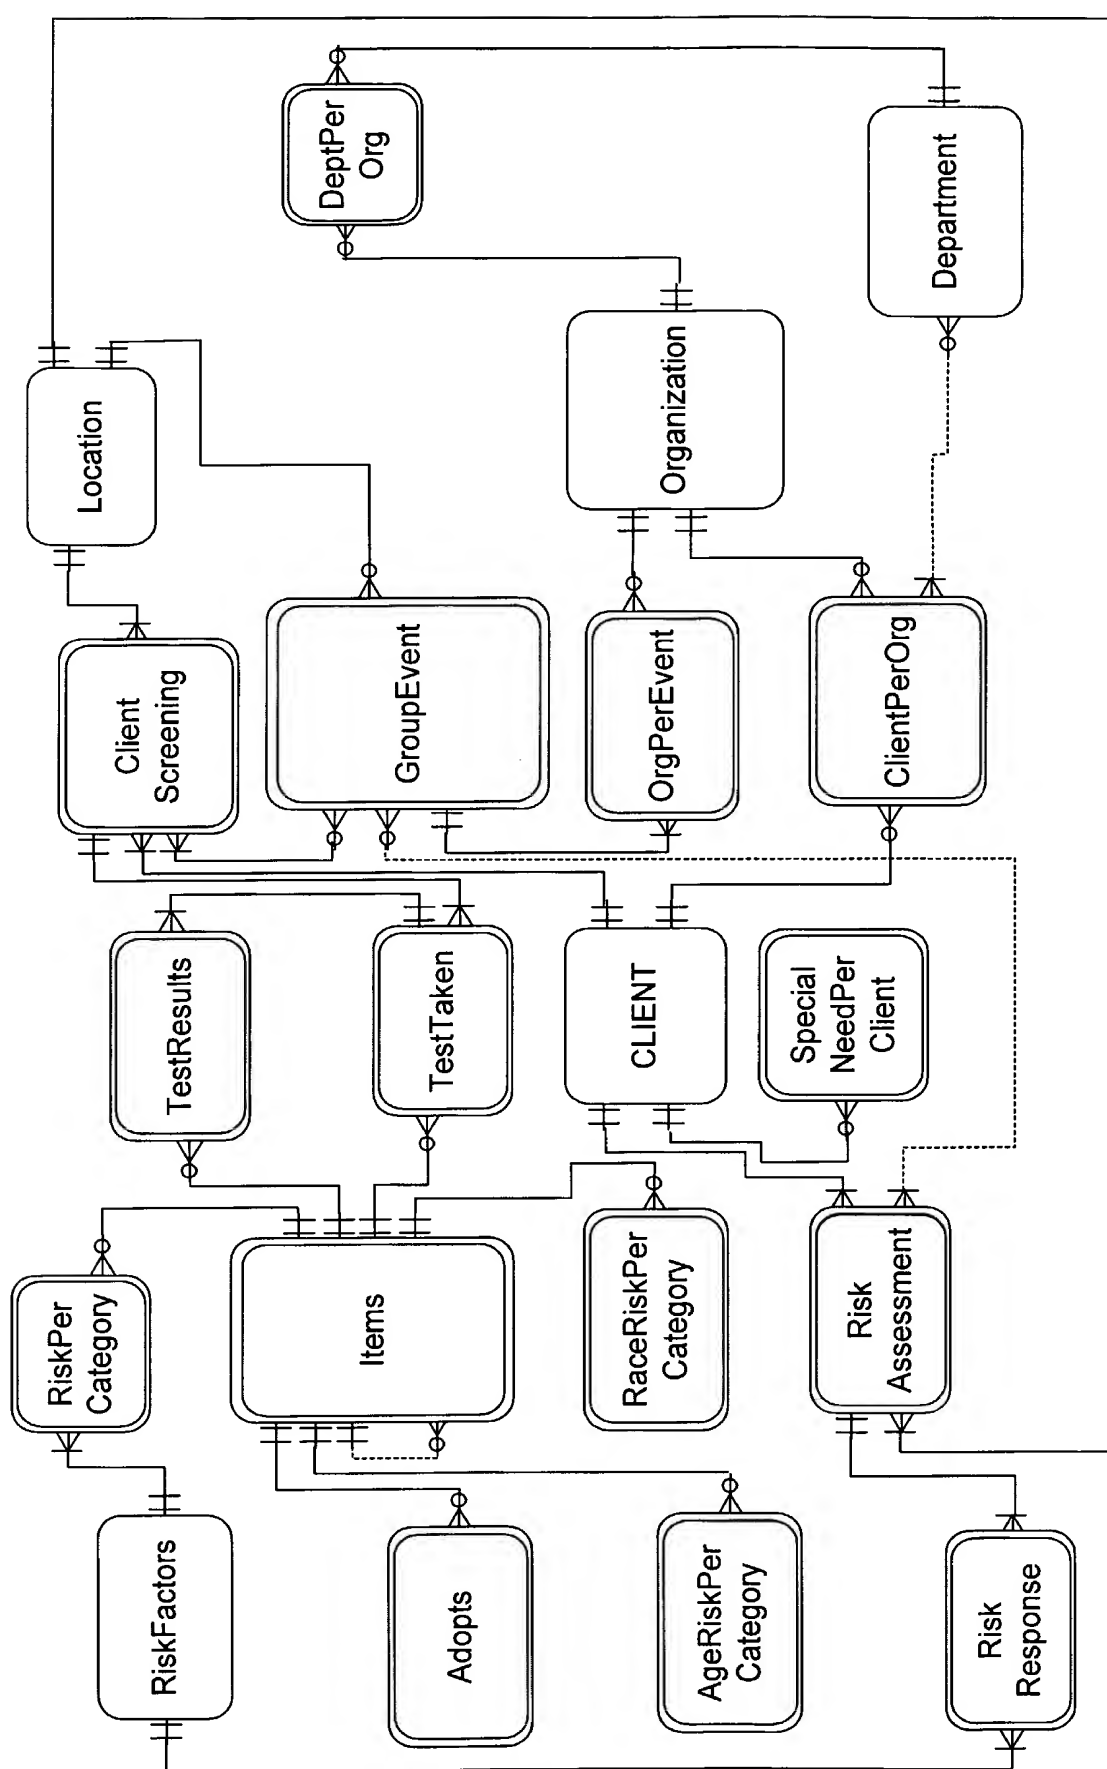 RiskFactors
RiskPer
Category
TestResults
Client
Screening
Location
Adopts
Items
TestTaken
GroupEvent
DeptPer
Org
AgeRiskPer
Category
RaceRiskPer
Category
CLIENT
OrgPerEvent
Organization
Risk
Response
Risk
Assessment
Special
NeedPer
Client
ClientPerOrg
Department